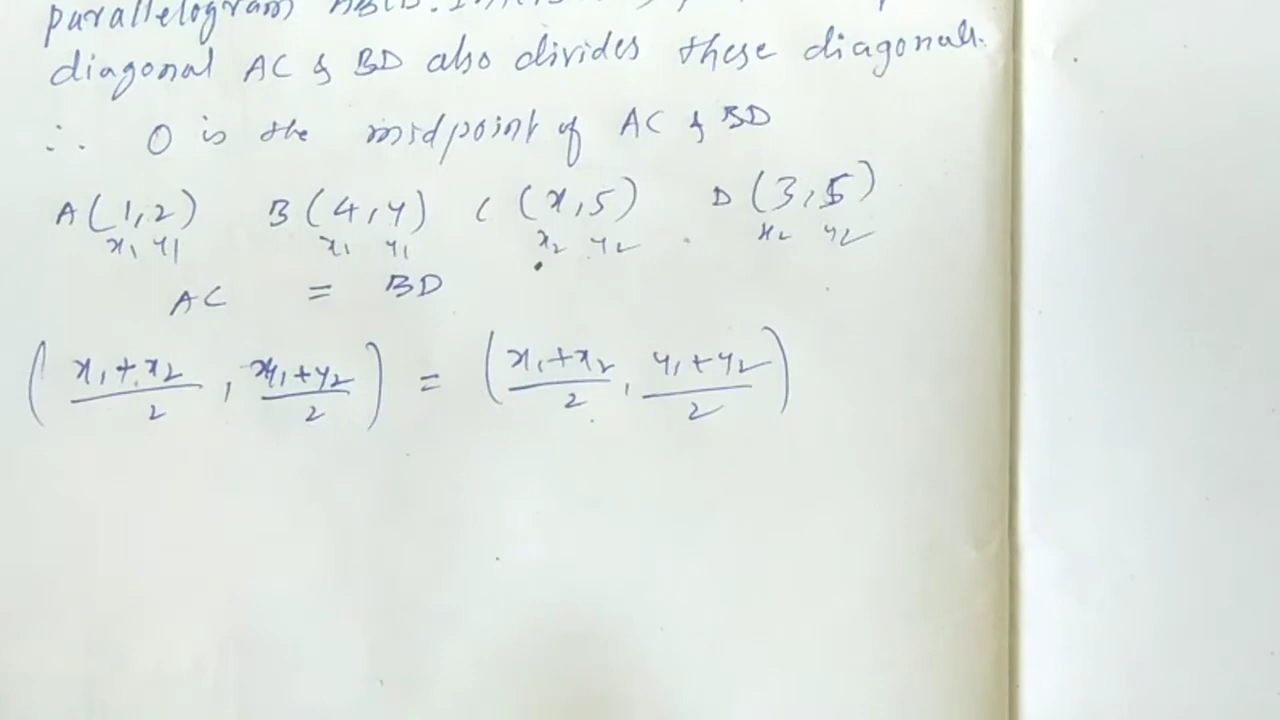 parallelogram
diagonal AC & BD also divides these diagonals.
∴ O is the midpoint of AC & BD
A(1,2) B(4,y) C(x,5) D(3,5)
x₁ y₁ x₁ y₁ x₂ y₂ x₂ y₂
AC = BD
((x₁+x₂)/2, (y₁+y₂)/2) = ((x₁+x₂)/2, (y₁+y₂)/2)